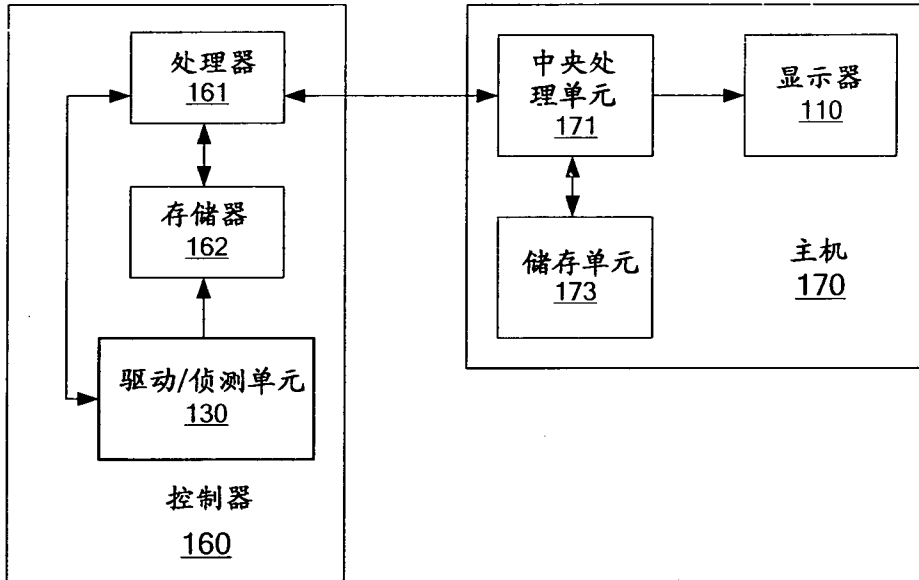 处理器
161
存储器
162
驱动/侦测单元
130
控制器
160
中央处
理单元
171
显示器
110
储存单元
173
主机
170